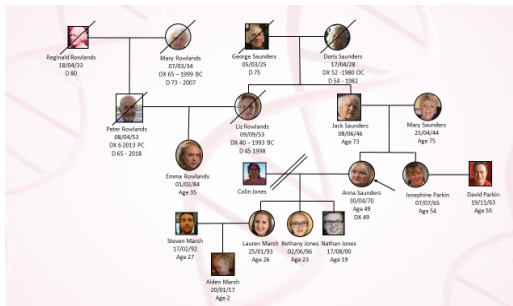 Reginald Rowlands
18/04/33
D 80
Mary Rowlands
07/03/34
DX 65 – 1999 BC
D 73 - 2007
George Saunders
05/03/25
D 75
Doris Saunders
17/04/28
DX 52 -1980 OC
D 54 - 1982
Peter Rowlands
08/04/53
DX 6 2013 PC
D 65 - 2018
Liz Rowlands
09/09/53
DX 40 – 1993 BC
D 45 1998
Jack Saunders
08/06/46
Age 73
Mary Saunders
25/04/44
Age 75
Emma Rowlands
01/02/84
Age 35
Colin Jones
Anna Saunders
30/04/70
Age 49
DX 49
Josephine Parkin
07/07/65
Age 54
David Parkin
19/11/63
Age 55
Steven Marsh
17/02/92
Age 27
Lauren Marsh
25/01/93
Age 26
Bethany Jones
02/06/96
Age 23
Nathan Jones
17/08/00
Age 19
Alden Marsh
20/01/17
Age 2